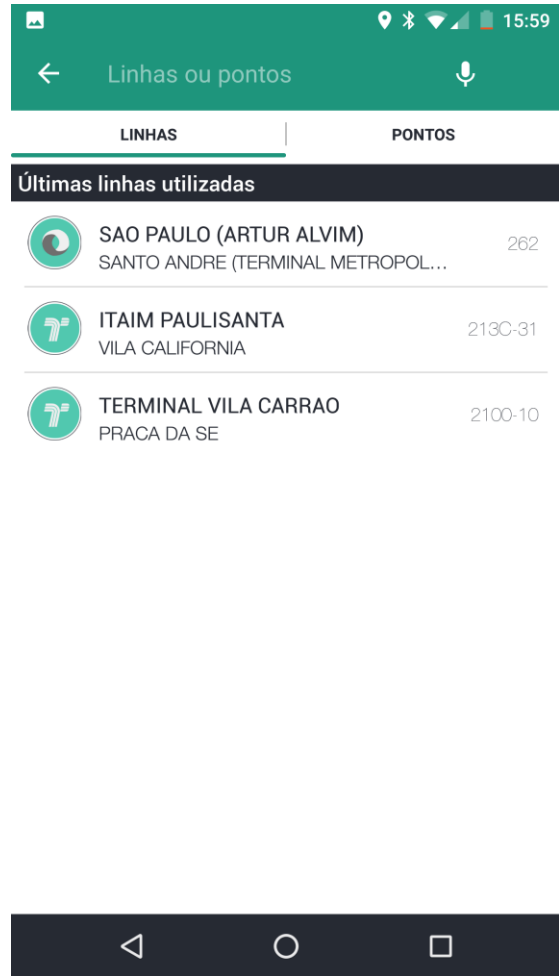 15:59
Linhas ou pontos
LINHAS
PONTOS
Últimas linhas utilizadas
SAO PAULO (ARTUR ALVIM)
262
SANTO ANDRE (TERMINAL METROPOL...
ITAIM PAULISANTA
213C-31
VILA CALIFORNIA
TERMINAL VILA CARRAO
2100-10
PRACA DA SE